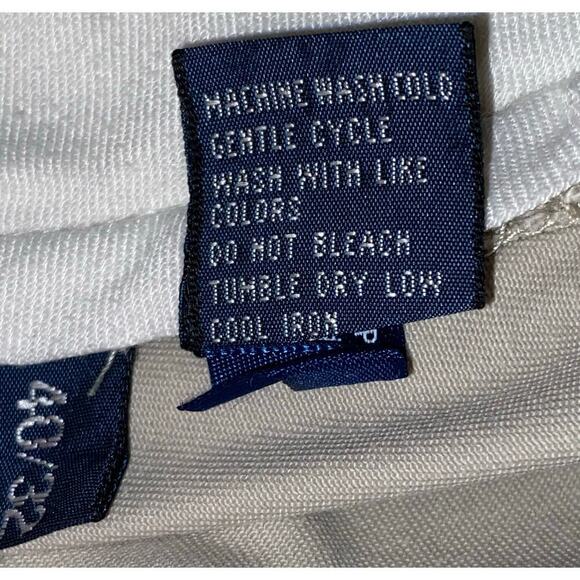 MACHINE WASH COLD
GENTLE CYCLE
WASH WITH LIKE
COLORS
DO NOT BLEACH
TUMBLE DRY LOW
COOL IRON
P
40/32